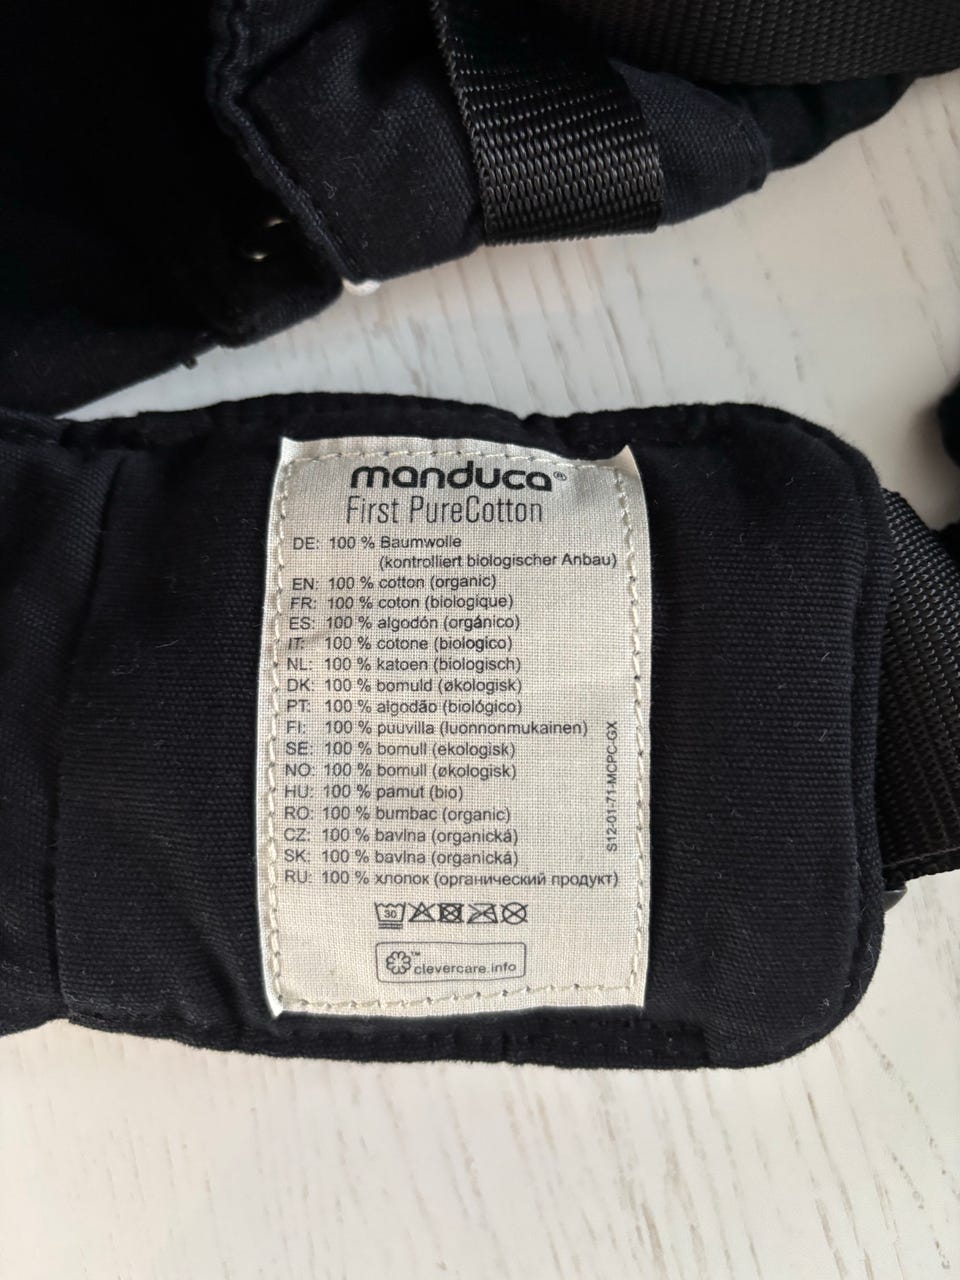 manduca®
First PureCotton
DE: 100 % Baumwolle
(kontrolliert biologischer Anbau)
EN: 100 % cotton (organic)
FR: 100 % coton (biologique)
ES: 100 % algodón (orgánico)
IT: 100 % cotone (biologico)
NL: 100 % katoen (biologisch)
DK: 100 % bomuld (økologisk)
PT: 100 % algodão (biológico)
FI: 100 % puuvilla (luonnonmukainen)
SE: 100 % bomull (ekologisk)
NO: 100 % bomull (økologisk)
HU: 100 % pamut (bio)
RO: 100 % bumbac (organic)
CZ: 100 % bavlna (organická)
SK: 100 % bavlna (organická)
RU: 100 % хлопок (органический продукт)
30
clevercare.info™
S12-01-71-MCPC-GX